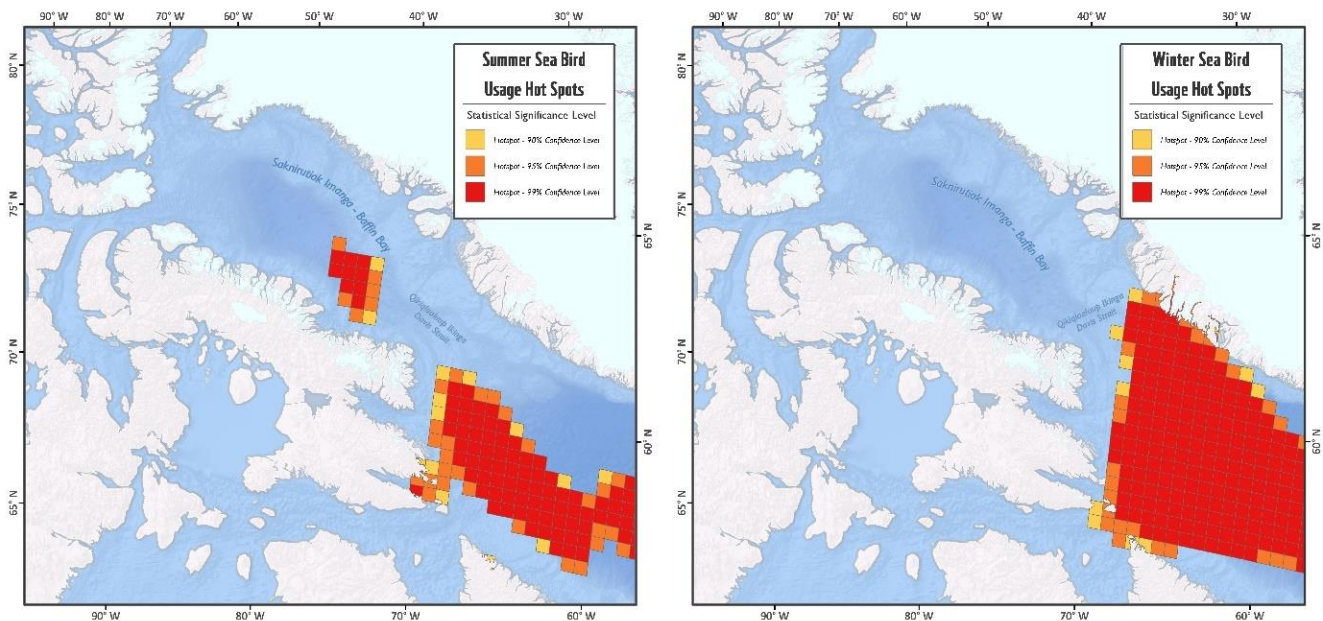 90° W 80° W 70° W 60° W 50° W 40° W 30° W
Summer Sea Bird
Usage Hot Spots
Statistical Significance Level
Hotspot - 90% Confidence Level
Hotspot - 95% Confidence Level
Hotspot - 99% Confidence Level
Saknirutiak Imanga - Baffin Bay
Davis Strait
80° N
75° N
70° N
65° N
65° N
60° N
90° W 80° W 70° W 60° W
90° W 80° W 70° W 60° W 50° W 40° W 30° W
Winter Sea Bird
Usage Hot Spots
Statistical Significance Level
Hotspot - 90% Confidence Level
Hotspot - 95% Confidence Level
Hotspot - 99% Confidence Level
Saknirutiak Imanga - Baffin Bay
Davis Strait
80° N
75° N
70° N
65° N
65° N
60° N
90° W 80° W 70° W 60° W